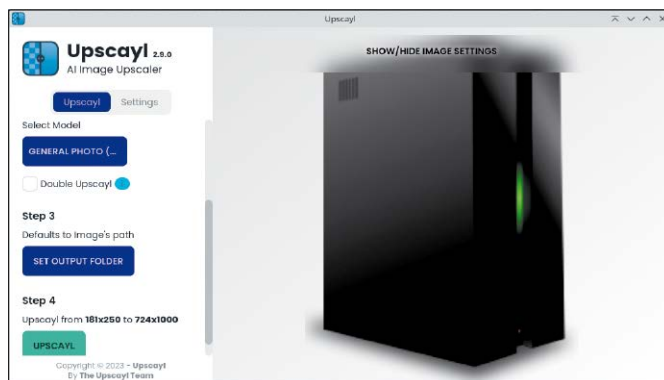 Upscayl
Upscayl 2.9.0
AI Image Upscaler
Upscayl Settings
Select Model
GENERAL PHOTO (...
Double Upscayl
Step 3
Defaults to Image's path
SET OUTPUT FOLDER
Step 4
Upscayl from 181x250 to 724x1000
UPSCAYL
Copyright © 2023 - Upscayl
By The Upscayl Team
SHOW/HIDE IMAGE SETTINGS